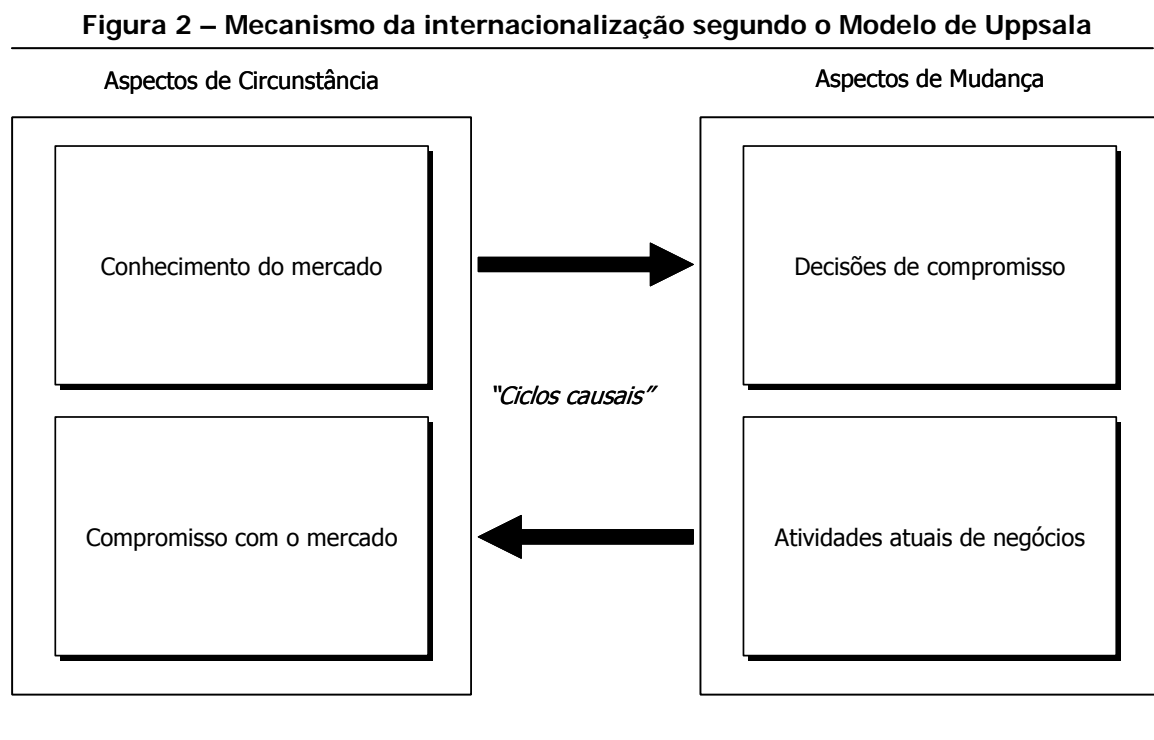 Figura 2 – Mecanismo da internacionalização segundo o Modelo de Uppsala
Aspectos de Circunstância
Aspectos de Mudança
Conhecimento do mercado
Decisões de compromisso
“Ciclos causais”
Compromisso com o mercado
Atividades atuais de negócios